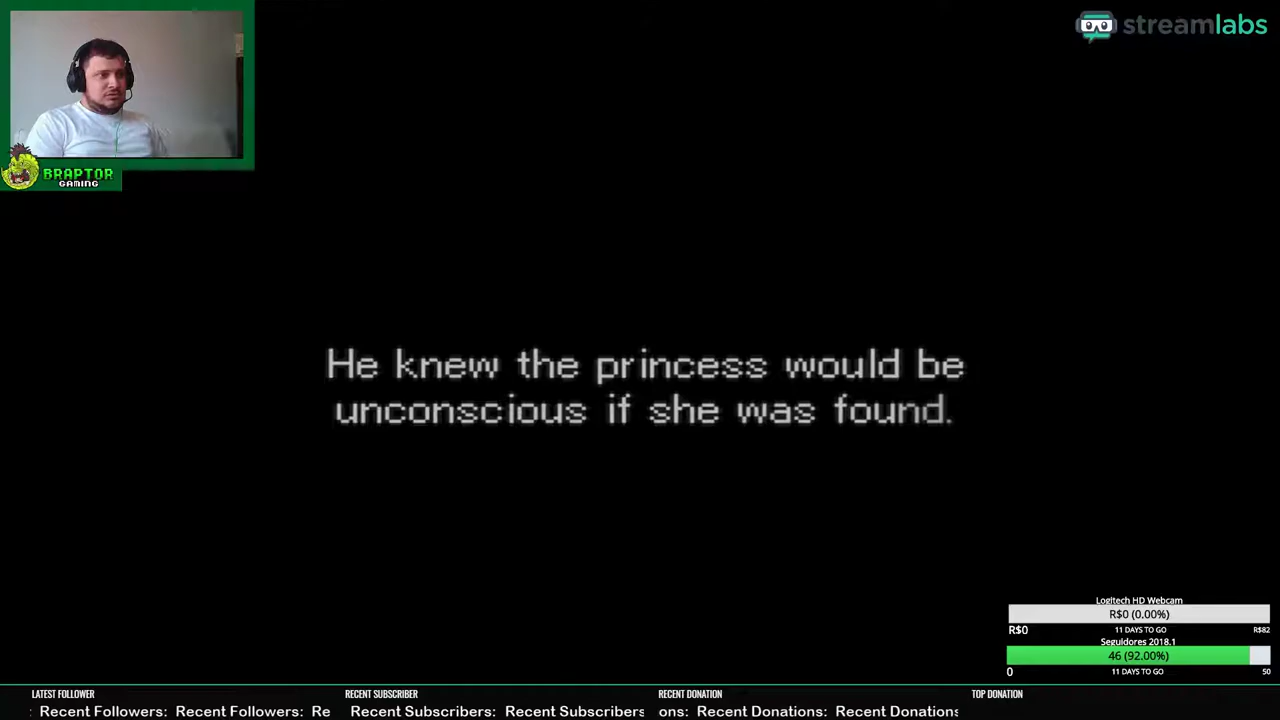 streamlabs
BRAPTOR
GAMING
He knew the princess would be
unconscious if she was found.
Logitech HD Webcam
R$0 (0.00%)
R$0 11 DAYS TO GO R$82
Seguidores 2018.1
46 (92.00%)
0 11 DAYS TO GO 50
LATEST FOLLOWER RECENT SUBSCRIBER RECENT DONATION TOP DONATION
: Recent Followers: Recent Followers: Re Recent Subscribers: Recent Subscribers ons: Recent Donations: Recent Donations